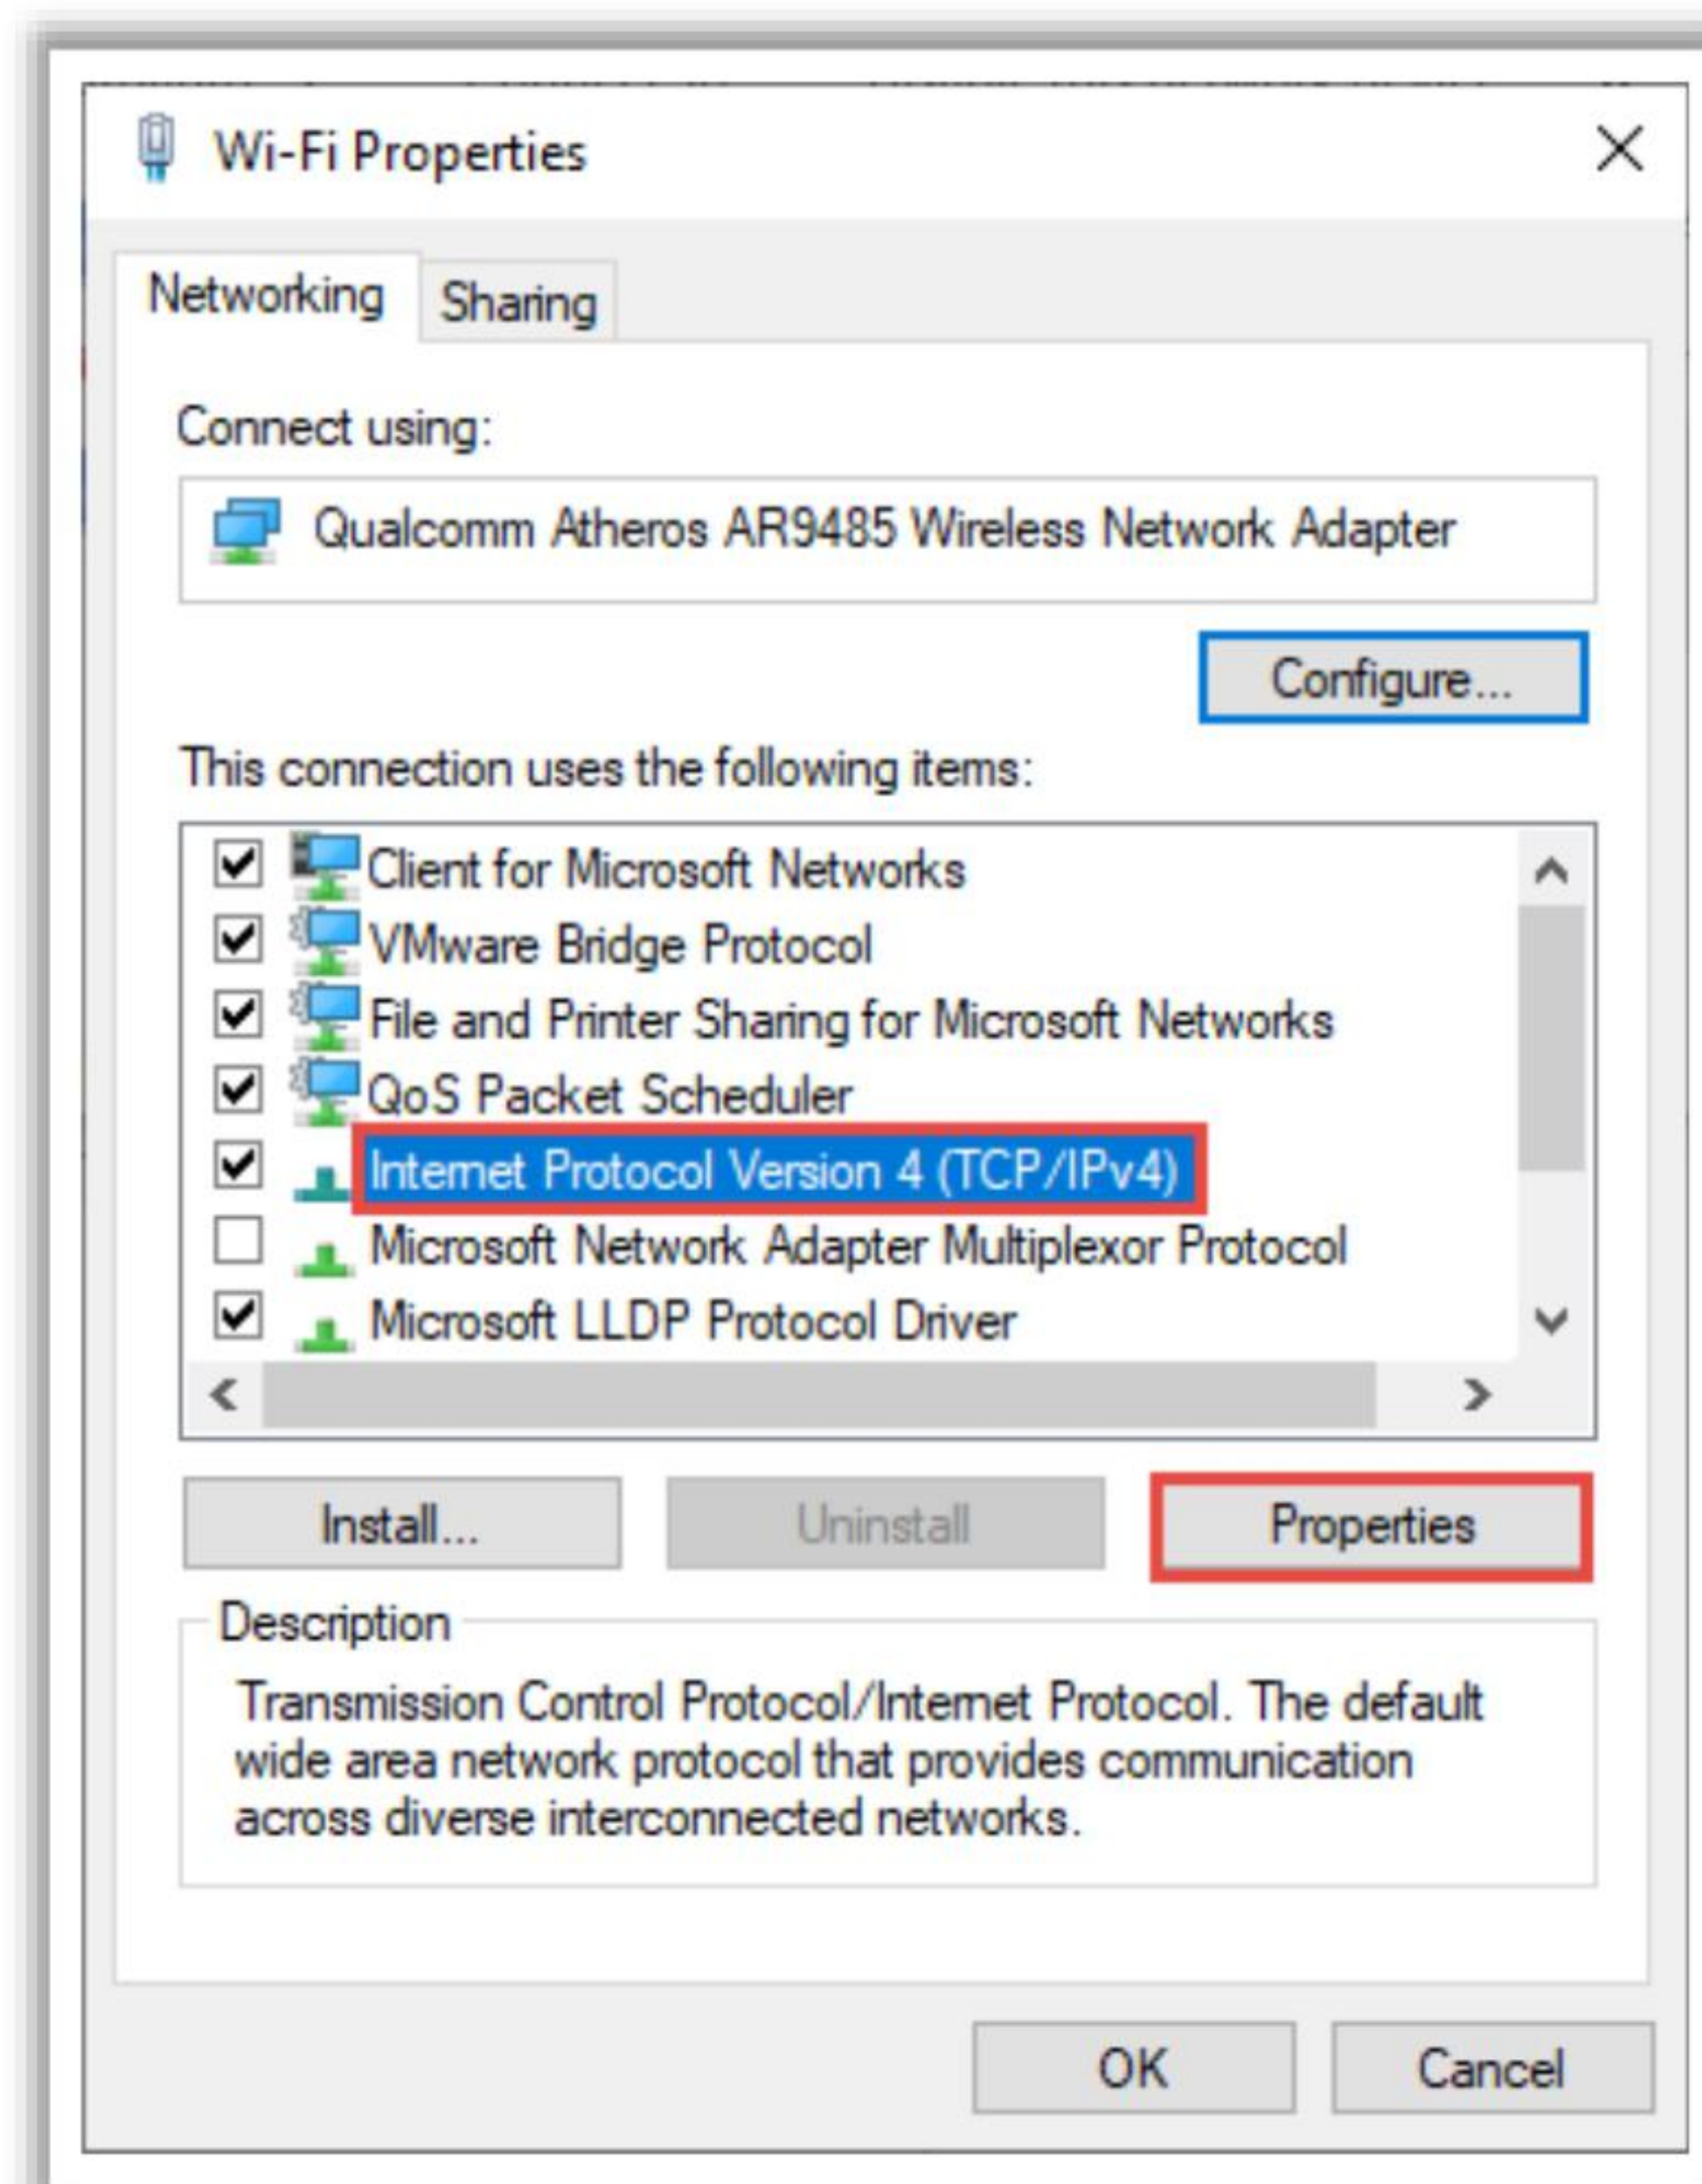 Wi-Fi Properties
Networking
Sharing
Connect using:
Qualcomm Atheros AR9485 Wireless Network Adapter
Configure...
This connection uses the following items:
Client for Microsoft Networks
VMware Bridge Protocol
File and Printer Sharing for Microsoft Networks
QoS Packet Scheduler
Internet Protocol Version 4 (TCP/IPv4)
Microsoft Network Adapter Multiplexor Protocol
Microsoft LLDP Protocol Driver
Install...
Uninstall
Properties
Description
Transmission Control Protocol/Internet Protocol. The default
wide area network protocol that provides communication
across diverse interconnected networks.
OK
Cancel